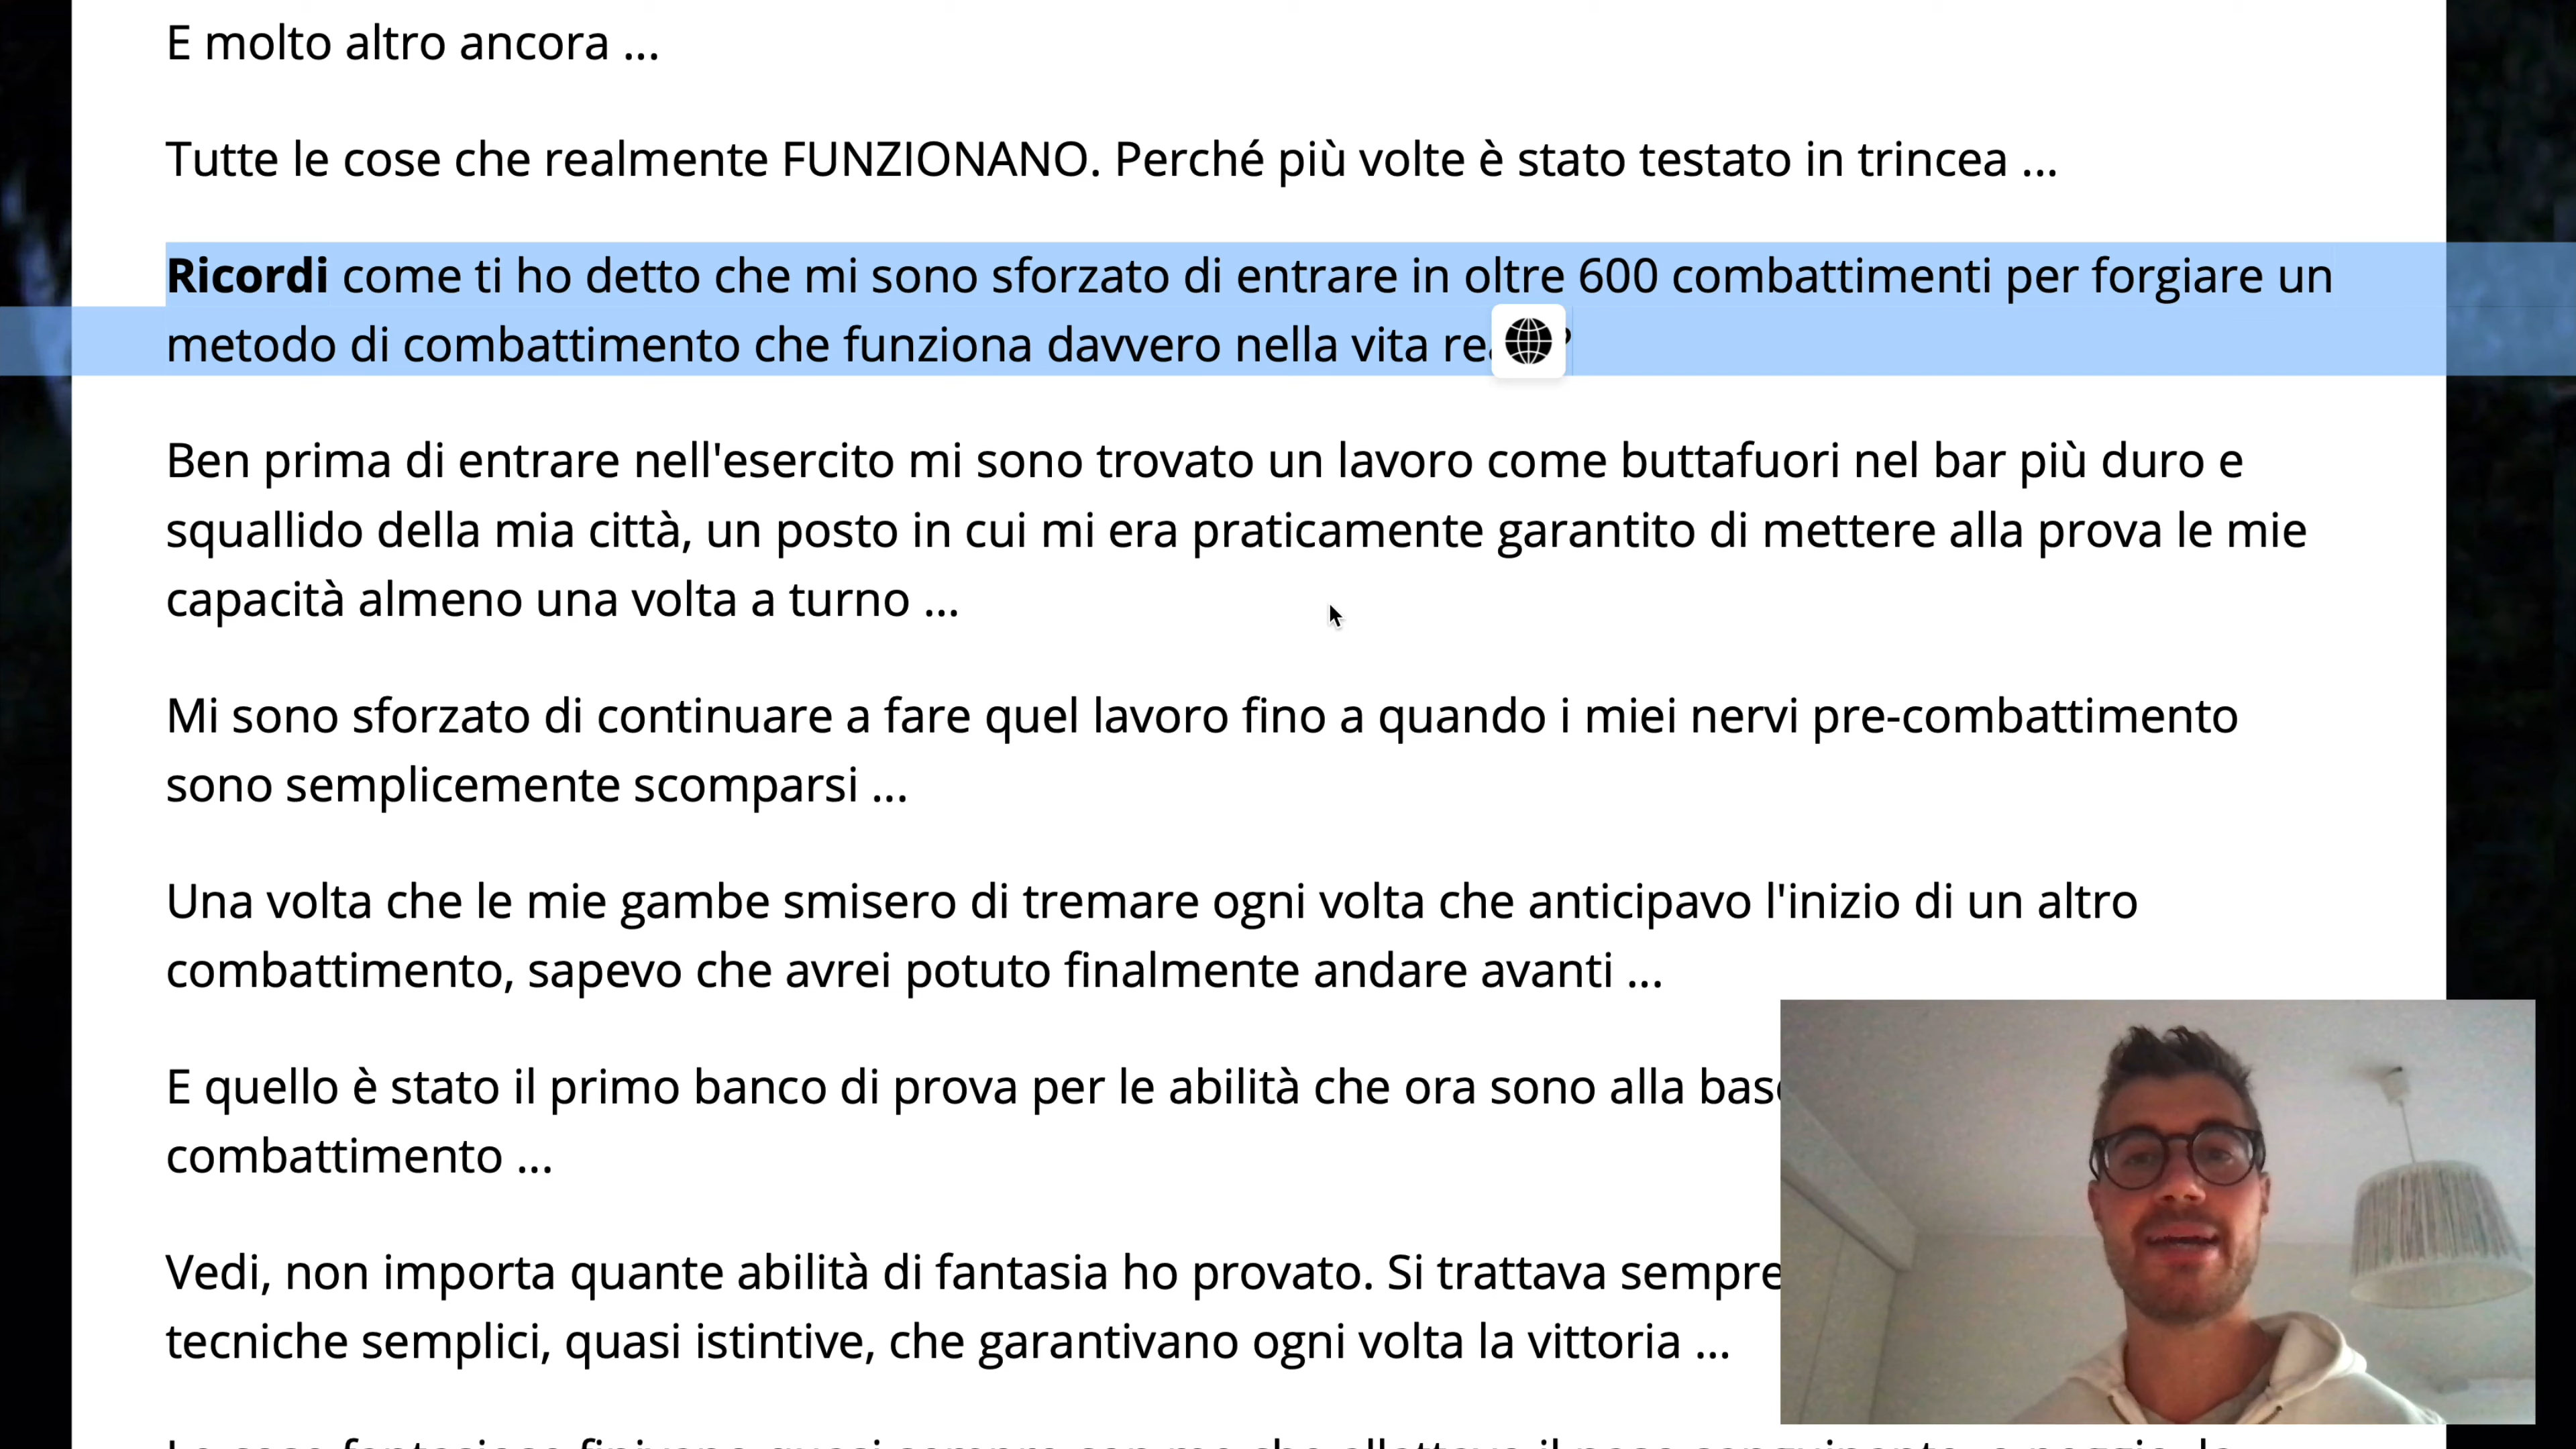 E molto altro ancora ...
Tutte le cose che realmente FUNZIONANO. Perché più volte è stato testato in trincea ...
Ricordi come ti ho detto che mi sono sforzato di entrare in oltre 600 combattimenti per forgiare un
metodo di combattimento che funziona davvero nella vita
Ben prima di entrare nell'esercito mi sono trovato un lavoro come buttafuori nel bar più duro e
squallido della mia città, un posto in cui mi era praticamente garantito di mettere alla prova le mie
capacità almeno una volta a turno ...
Mi sono sforzato di continuare a fare quel lavoro fino a quando i miei nervi pre-combattimento
sono semplicemente scomparsi ...
Una volta che le mie gambe smisero di tremare ogni volta che anticipavo l'inizio di un altro
combattimento, sapevo che avrei potuto finalmente andare avanti ...
E quello è stato il primo banco di prova per le abilità che ora sono alla base
combattimento ...
Vedi, non importa quante abilità di fantasia ho provato. Si trattava sempre
tecniche semplici, quasi istintive, che garantivano ogni volta la vittoria ...